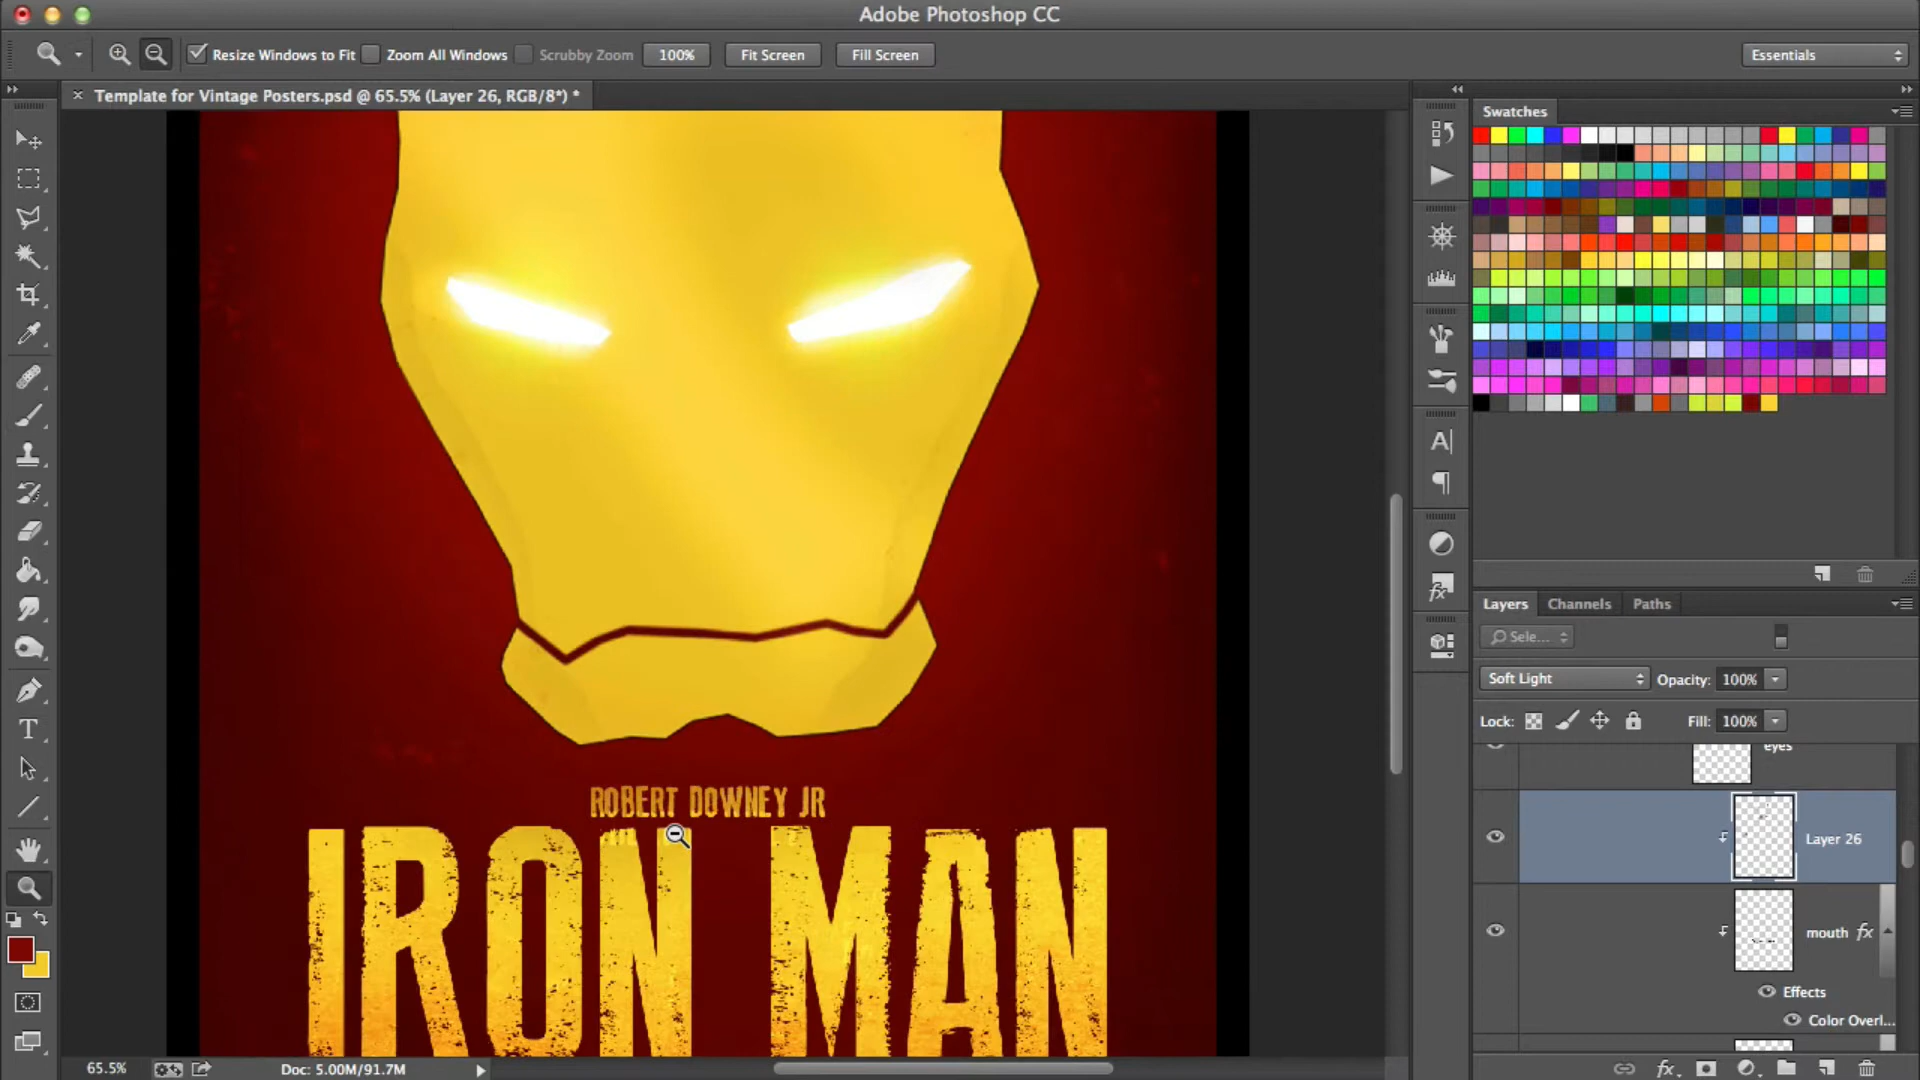 Adobe Photoshop CC
Resize Windows to Fit Zoom All Windows Scrubby Zoom 100% Fit Screen Fill Screen Essentials
Template for Vintage Posters.psd @ 65.5% (Layer 26, RGB/8*) *
Swatches
ROBERT DOWNEY JR
IRON MAN
Layers Channels Paths
Sele...
Soft Light Opacity: 100%
Lock: Fill: 100%
eyes
Layer 26
mouth fx
Effects
Color Overl...
65.5% Doc: 5.00M/91.7M